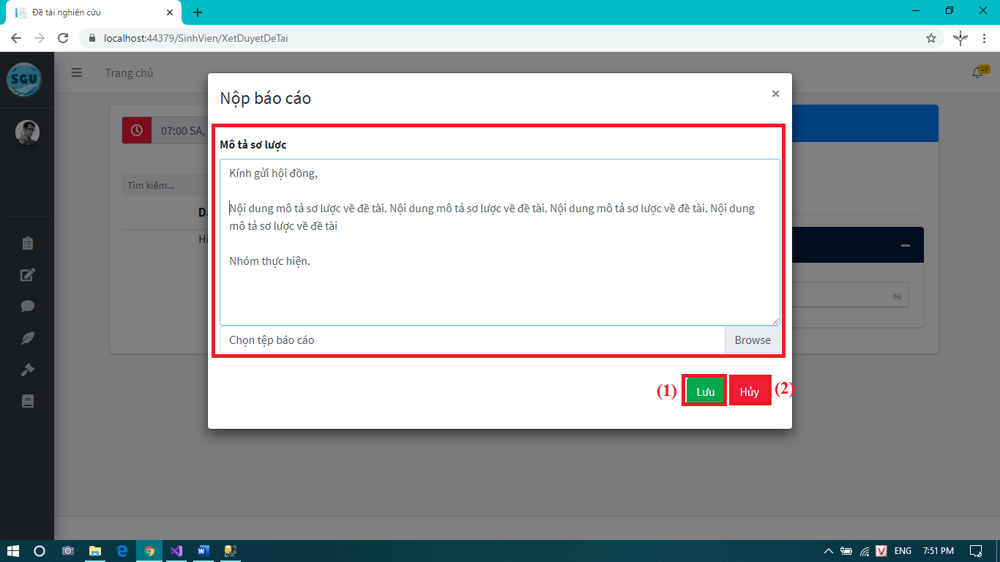 Đề tài nghiên cứu
localhost:44379/SinhVien/XetDuyetDeTai
SGU
Trang chủ
15
07:00 SA,
Tìm kiếm...
Nộp báo cáo
Mô tả sơ lược
Kính gửi hội đồng,
Nội dung mô tả sơ lược về đề tài. Nội dung mô tả sơ lược về đề tài. Nội dung mô tả sơ lược về đề tài. Nội dung
mô tả sơ lược về đề tài
Nhóm thực hiện.
Chọn tệp báo cáo
Browse
(1)
Lưu
Hủy
(2)
ENG
7:51 PM